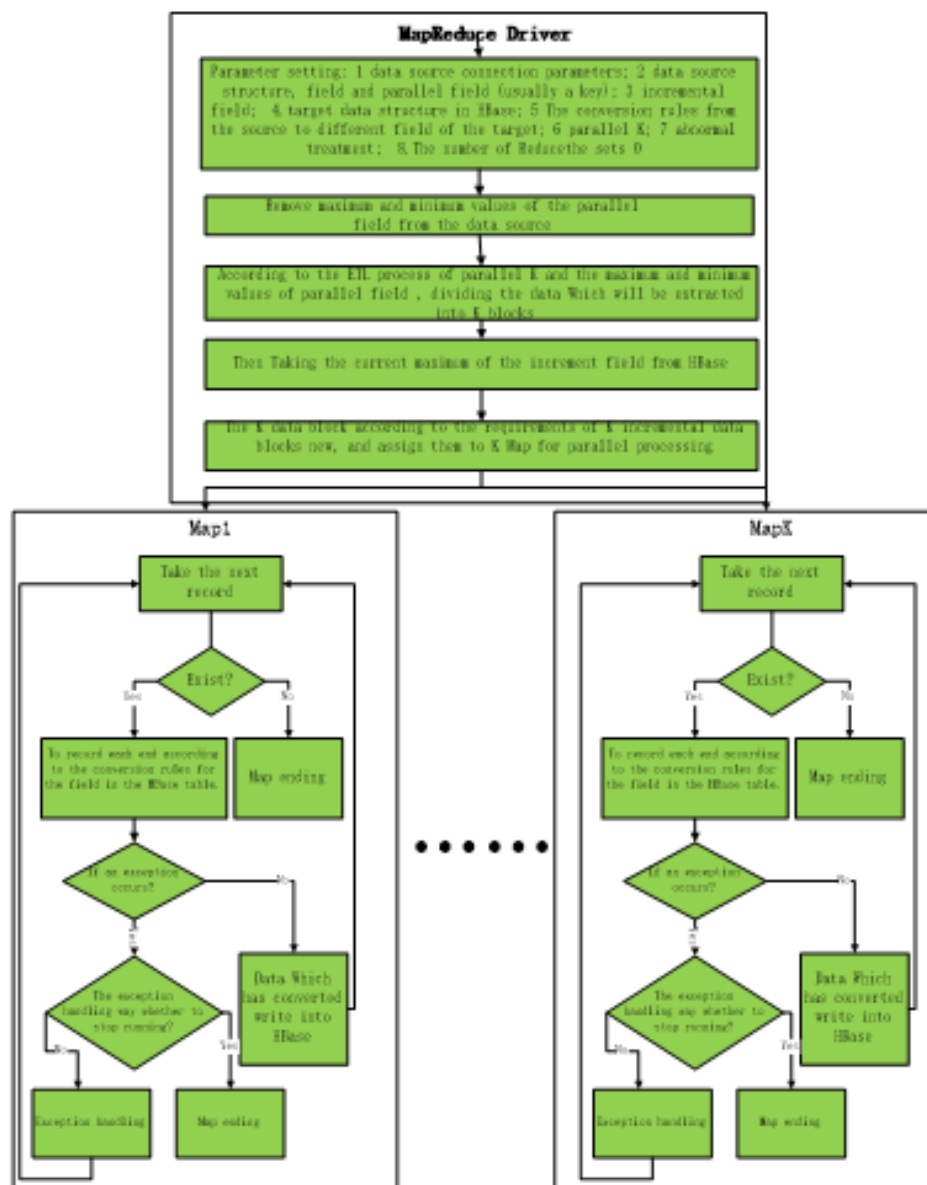 MapReduce Driver
Parameter setting: 1 data source connection parameters; 2 data source
structure, field and parallel field (usually a key); 3 incremental
field; 4.target data structure in HBase; 5 The conversion rules from
the source to different field of the target; 6 parallel K; 7 abnormal
treatment; 8.The number of Reducethe sets 0
Remove maximum and minimum values of the parallel
field from the data source
According to the ETL process of parallel K and the maximum and minimum
values of parallel field , dividing the data Which will be extracted
into K blocks
Then Taking the current maximum of the increment field from HBase
The K data block according to the requirements of K incremental data
blocks new, and assign them to K Map for parallel processing
Map1
Take the next
record
Exist?
Yes
No
To record each and according
to the conversion rules for
the field in the HBase table.
Map ending
If an exception
occurs?
No
Yes
The exception
handling way whether to
stop running?
Data Which
has converted
write into
HBase
No
Yes
Exception handling
Map ending
MapK
Take the next
record
Exist?
Yes
No
To record each and according
to the conversion rules for
the field in the HBase table.
Map ending
If an exception
occurs?
No
Yes
The exception
handling way whether to
stop running?
Data Which
has converted
write into
HBase
No
Yes
Exception handling
Map ending